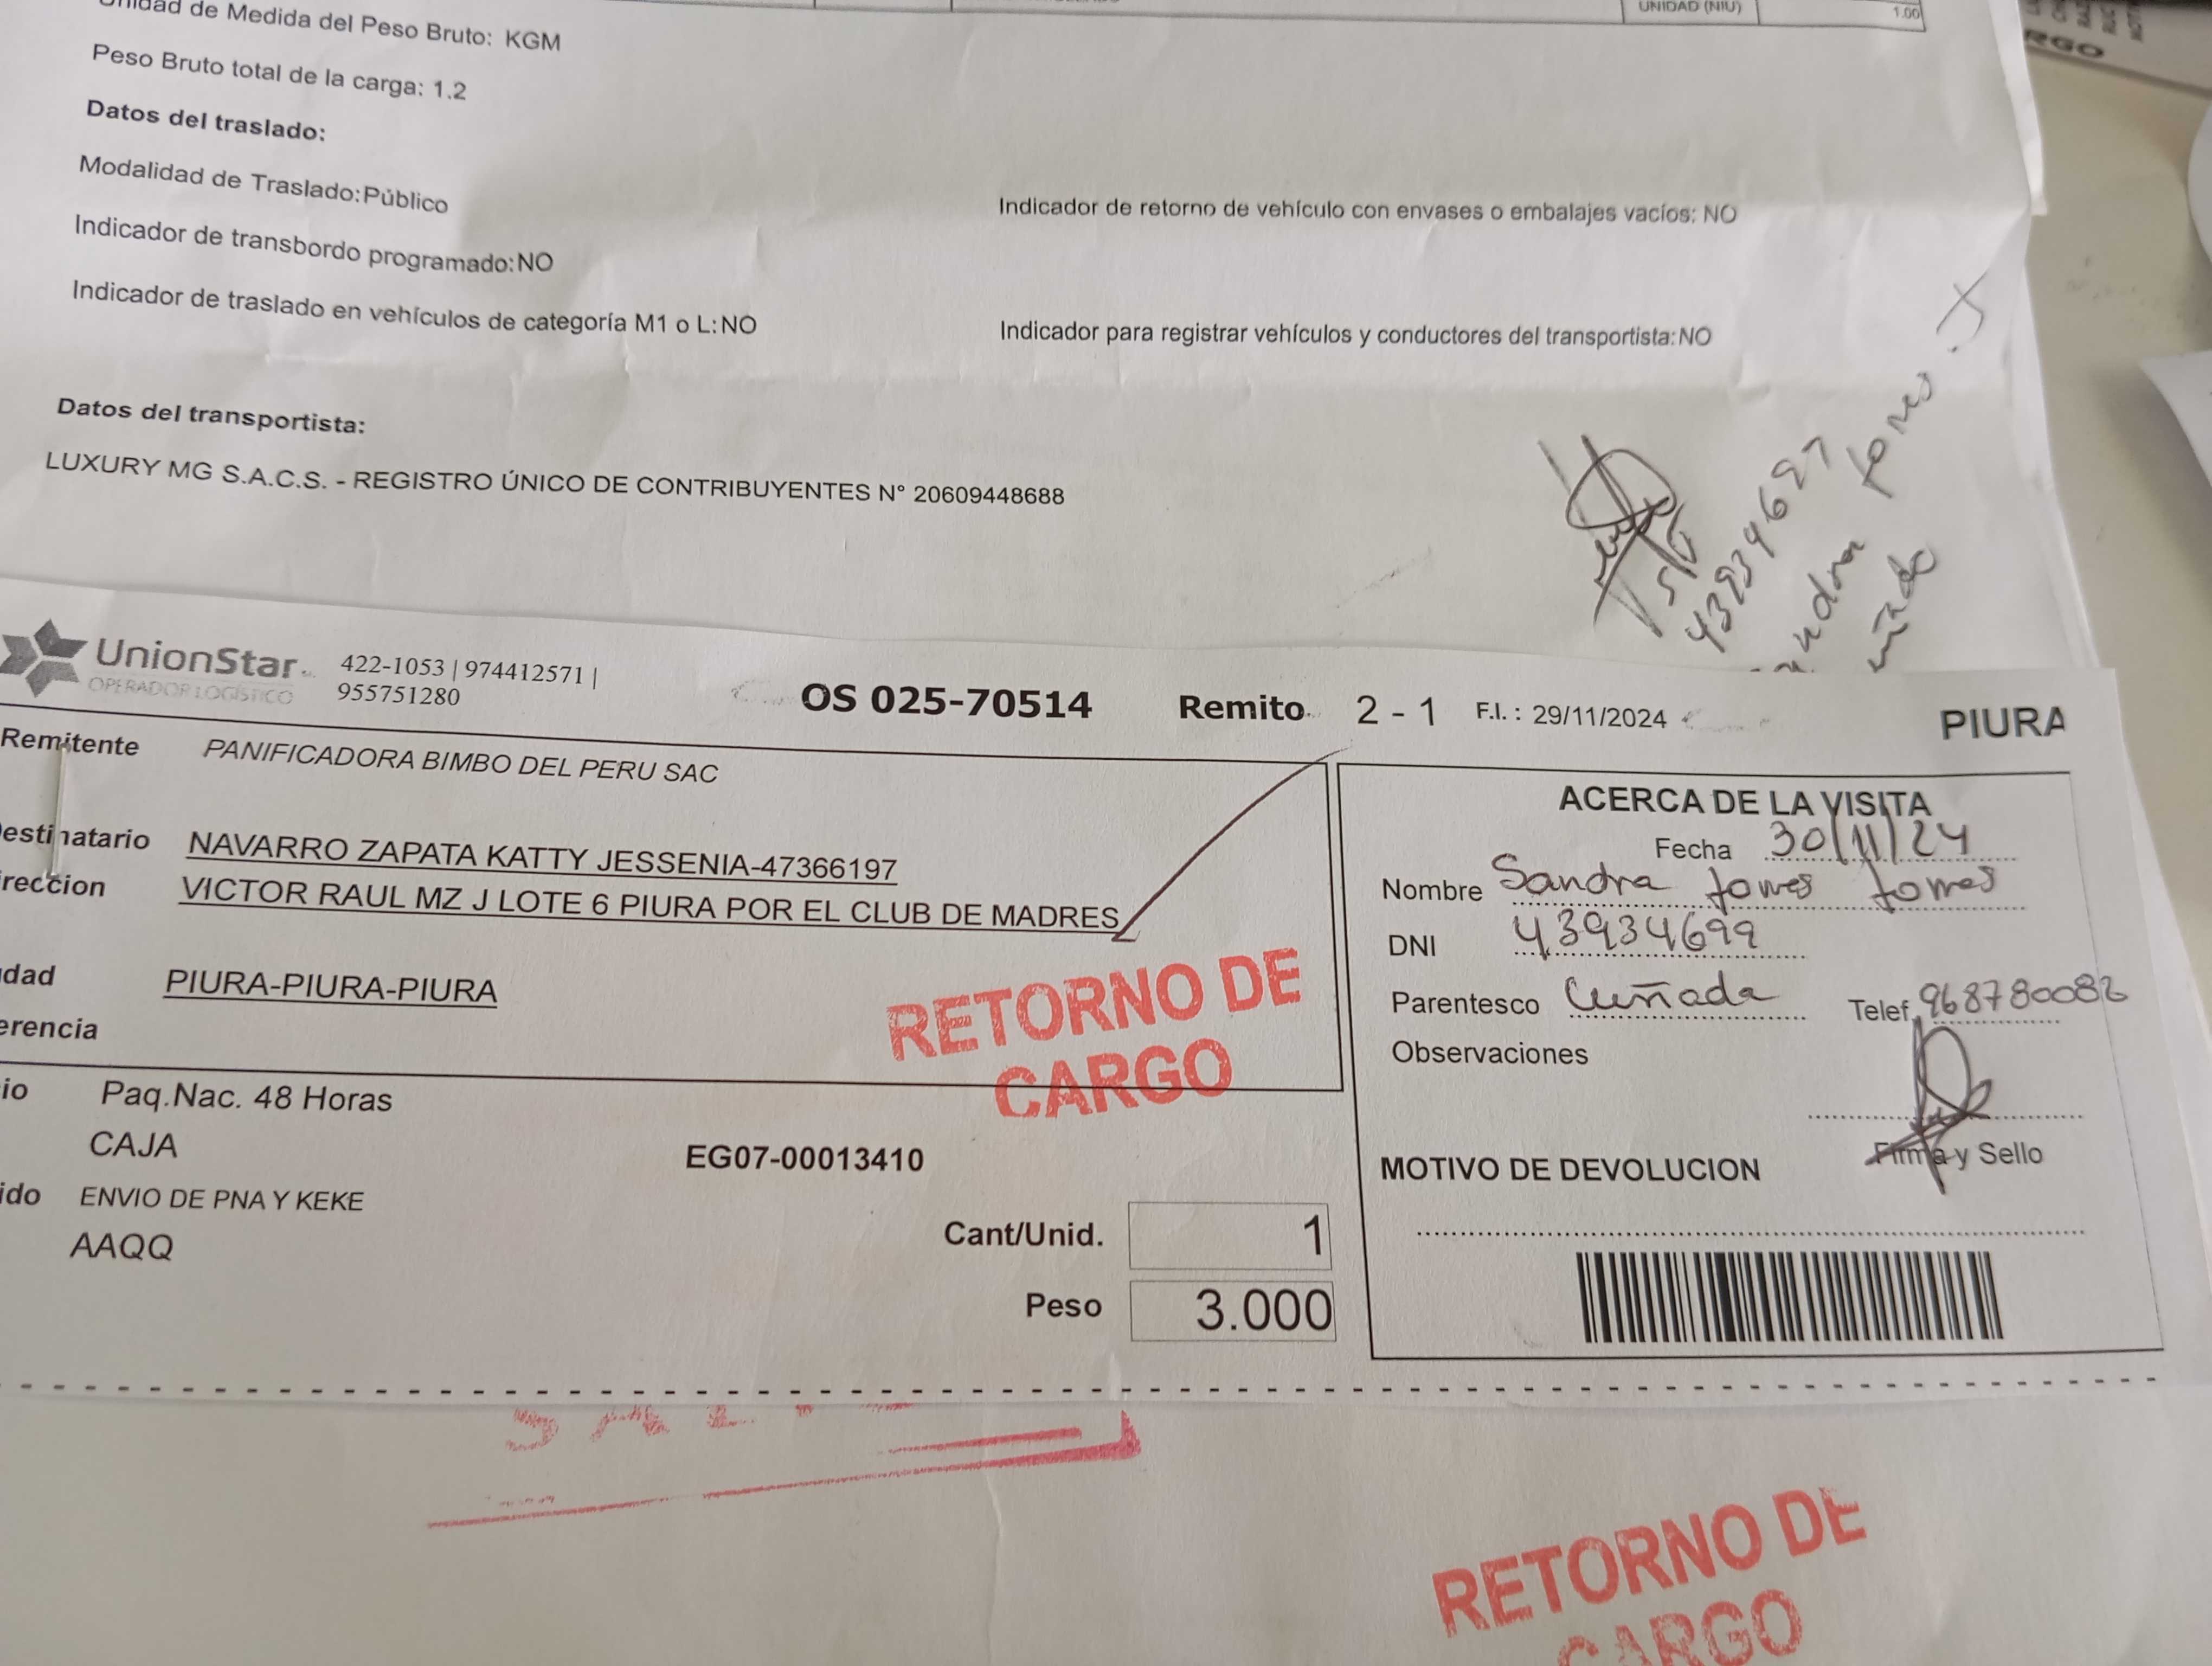 Unidad de Medida del Peso Bruto: KGM
UNIDAD (NIU) 1.00
Peso Bruto total de la carga: 1.2
Datos del traslado:
Modalidad de Traslado:Público
Indicador de retorno de vehículo con envases o embalajes vacíos: NO
Indicador de transbordo programado:NO
Indicador de traslado en vehículos de categoría M1 o L:NO
Indicador para registrar vehículos y conductores del transportista:NO
Datos del transportista:
LUXURY MG S.A.C.S. - REGISTRO ÚNICO DE CONTRIBUYENTES N° 20609448688
RGO
UnionStar
OPERADOR LOGÍSTICO
422-1053 | 974412571 |
955751280
OS 025-70514 Remito 2 - 1 F.I. : 29/11/2024 PIURA
Remitente PANIFICADORA BIMBO DEL PERU SAC
estinatario NAVARRO ZAPATA KATTY JESSENIA-47366197
reccion VICTOR RAUL MZ J LOTE 6 PIURA POR EL CLUB DE MADRES
dad PIURA-PIURA-PIURA
erencia
RETORNO DE
CARGO
io Paq.Nac. 48 Horas
CAJA
EG07-00013410
ido ENVIO DE PNA Y KEKE
AAQQ
Cant/Unid. 1
Peso 3.000
ACERCA DE LA VISITA
Fecha 30/11/24
Nombre Sandra torres torres
DNI 43934699
Parentesco Cuñada Telef. 968780082
Observaciones
Firma y Sello
MOTIVO DE DEVOLUCION
RETORNO DE
CARGO